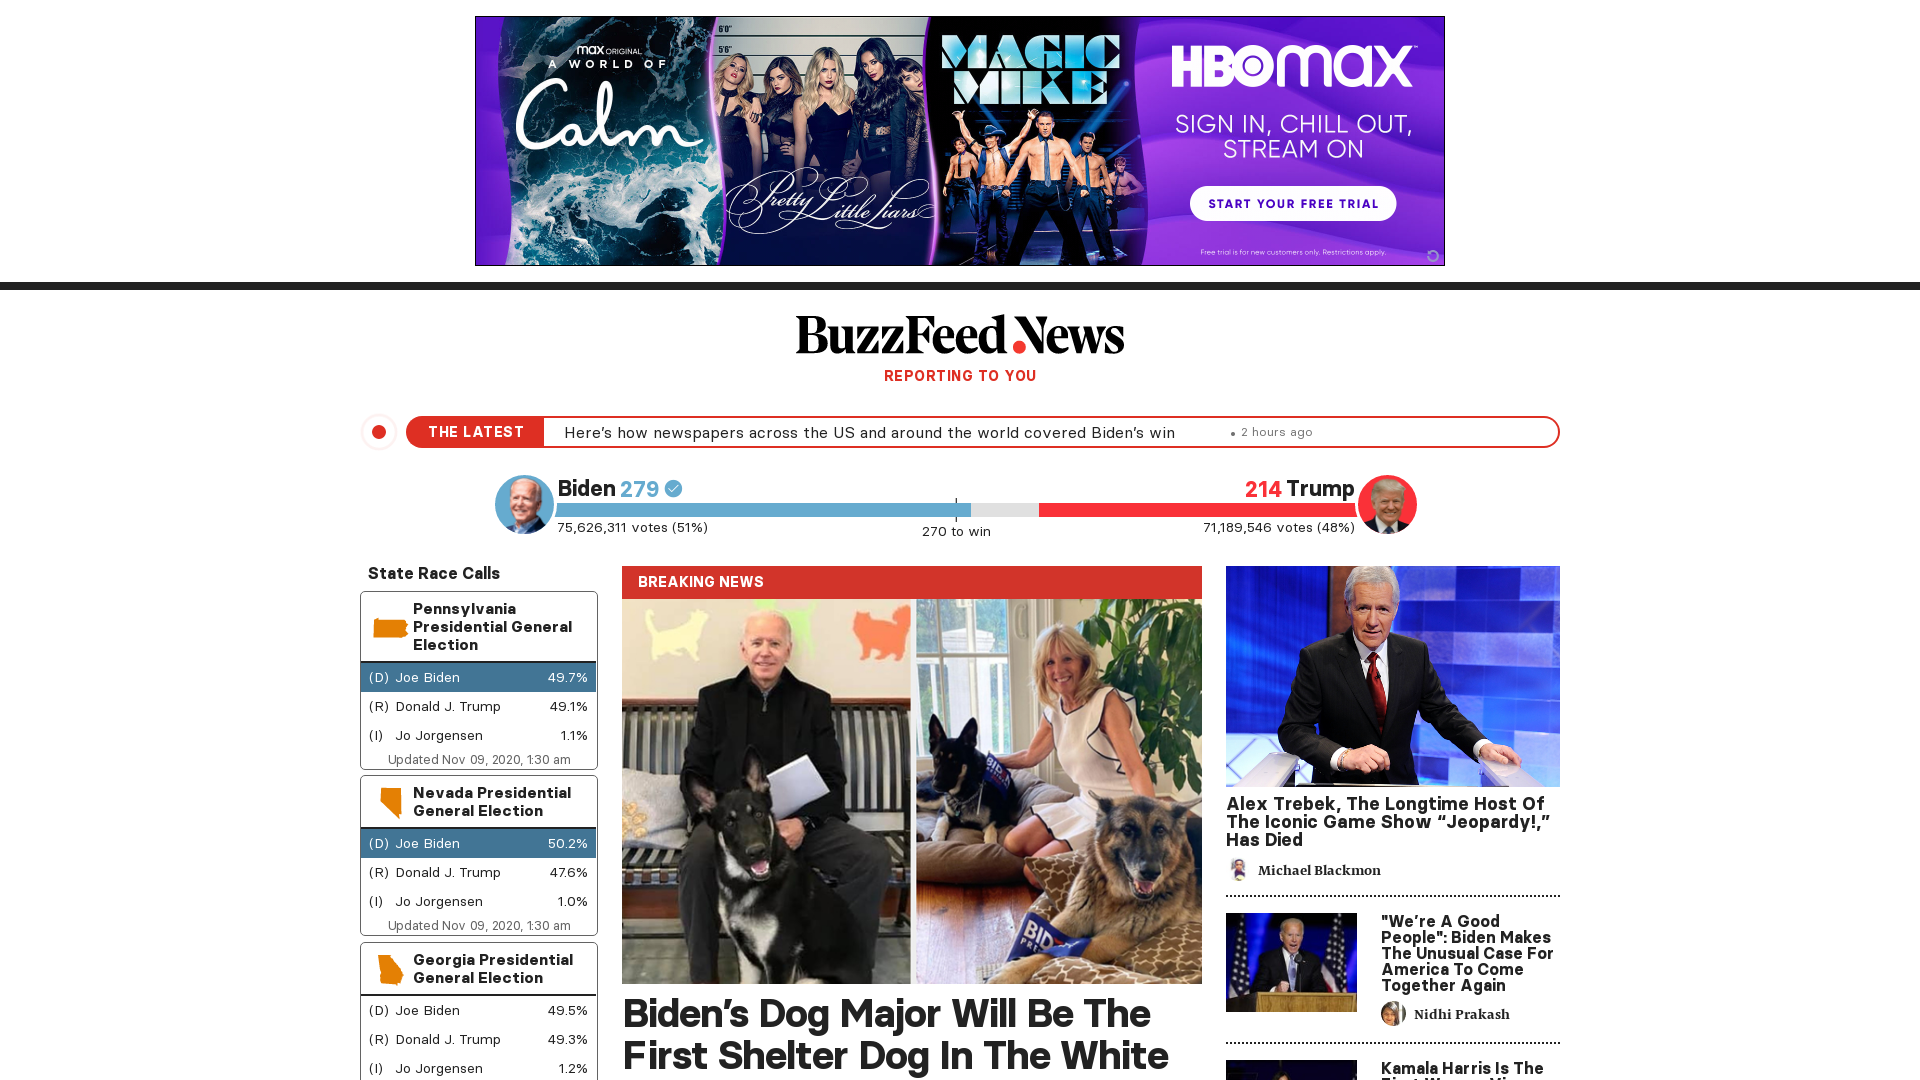 max ORIGINAL
A WORLD OF
Calm
6'0"
5'6"
Pretty Little Liars
MAGIC
MIKE
HBOmax
SIGN IN, CHILL OUT,
STREAM ON
START YOUR FREE TRIAL
Free trial is for new customers only. Restrictions apply.
BuzzFeed News
REPORTING TO YOU
THE LATEST
Here’s how newspapers across the US and around the world covered Biden’s win
• 2 hours ago
Biden 279
214 Trump
75,626,311 votes (51%)
270 to win
71,189,546 votes (48%)
State Race Calls
Pennsylvania
Presidential General
Election
(D) Joe Biden 49.7%
(R) Donald J. Trump 49.1%
(I) Jo Jorgensen 1.1%
Updated Nov 09, 2020, 1:30 am
Nevada Presidential
General Election
(D) Joe Biden 50.2%
(R) Donald J. Trump 47.6%
(I) Jo Jorgensen 1.0%
Updated Nov 09, 2020, 1:30 am
Georgia Presidential
General Election
(D) Joe Biden 49.5%
(R) Donald J. Trump 49.3%
(I) Jo Jorgensen 1.2%
BREAKING NEWS
Biden’s Dog Major Will Be The
First Shelter Dog In The White
Alex Trebek, The Longtime Host Of
The Iconic Game Show “Jeopardy!,”
Has Died
Michael Blackmon
"We’re A Good
People": Biden Makes
The Unusual Case For
America To Come
Together Again
Nidhi Prakash
Kamala Harris Is The